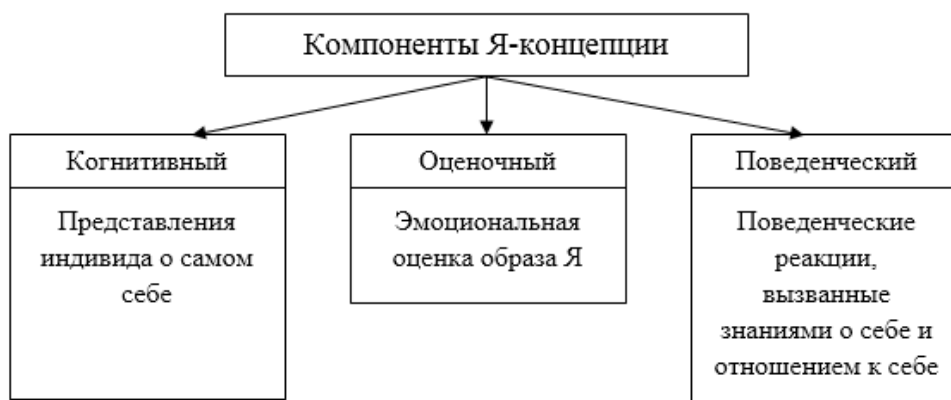 Компоненты Я-концепции
Когнитивный
Представления
индивида о самом
себе
Оценочный
Эмоциональная
оценка образа Я
Поведенческий
Поведенческие
реакции,
вызванные
знаниями о себе и
отношением к себе